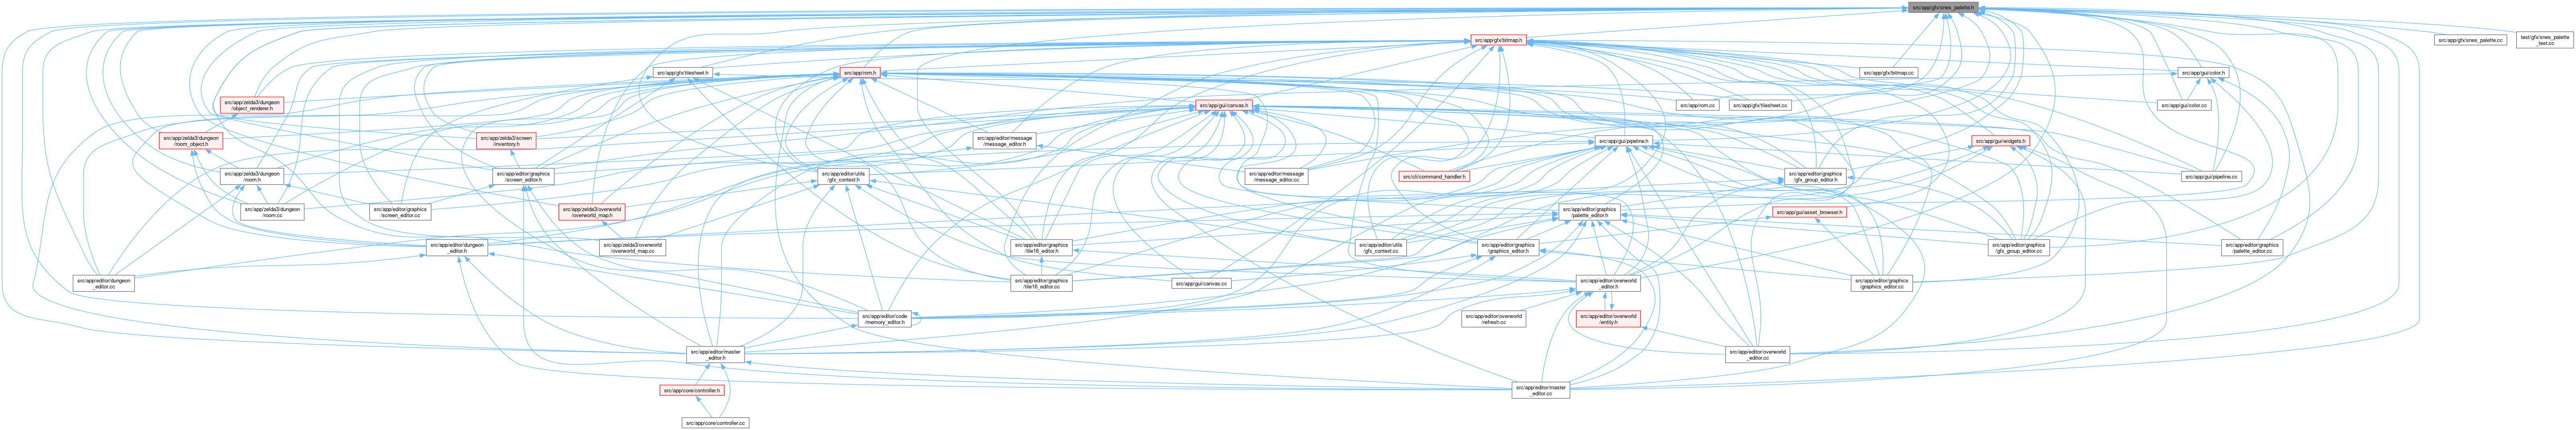 src/app/gfx/snes_palette.h
src/app/gfx/bitmap.h
src/app/gfx/snes_palette.cc
test/gfx/snes_palette
_test.cc
src/app/gfx/tilesheet.h
src/app/rom.h
src/app/gfx/bitmap.cc
src/app/gui/color.h
src/app/zelda3/dungeon
/object_renderer.h
src/app/gui/canvas.h
src/app/rom.cc
src/app/gfx/tilesheet.cc
src/app/gui/color.cc
src/app/zelda3/dungeon
/room_object.h
src/app/zelda3/screen
/inventory.h
src/app/editor/message
/message_editor.h
src/app/gui/pipeline.h
src/app/gui/widgets.h
src/app/zelda3/dungeon
/room.h
src/app/editor/graphics
/screen_editor.h
src/app/editor/utils
/gfx_context.h
src/app/editor/message
/message_editor.cc
src/cli/command_handler.h
src/app/editor/graphics
/gfx_group_editor.h
src/app/gui/pipeline.cc
src/app/zelda3/dungeon
/room.cc
src/app/editor/graphics
/screen_editor.cc
src/app/zelda3/overworld
/overworld_map.h
src/app/editor/graphics
/palette_editor.h
src/app/gui/asset_browser.h
src/app/editor/dungeon
_editor.h
src/app/zelda3/overworld
/overworld_map.cc
src/app/editor/graphics
/tile16_editor.h
src/app/editor/utils
/gfx_context.cc
src/app/editor/graphics
/graphics_editor.h
src/app/editor/graphics
/gfx_group_editor.cc
src/app/editor/graphics
/palette_editor.cc
src/app/editor/dungeon
_editor.cc
src/app/editor/graphics
/tile16_editor.cc
src/app/gui/canvas.cc
src/app/editor/overworld
_editor.h
src/app/editor/graphics
/graphics_editor.cc
src/app/editor/code
/memory_editor.h
src/app/editor/overworld
/refresh.cc
src/app/editor/overworld
/entity.h
src/app/editor/master
_editor.h
src/app/editor/overworld
_editor.cc
src/app/core/controller.h
src/app/editor/master
_editor.cc
src/app/core/controller.cc